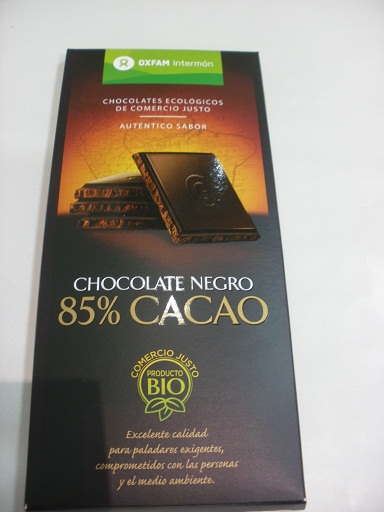 OXFAM Intermón
CHOCOLATES ECOLÓGICOS
DE COMERCIO JUSTO
AUTÉNTICO SABOR
CHOCOLATE NEGRO
85% CACAO
COMERCIO JUSTO
PRODUCTO
BIO
Excelente calidad
para paladares exigentes,
comprometidos con las personas
y el medio ambiente.